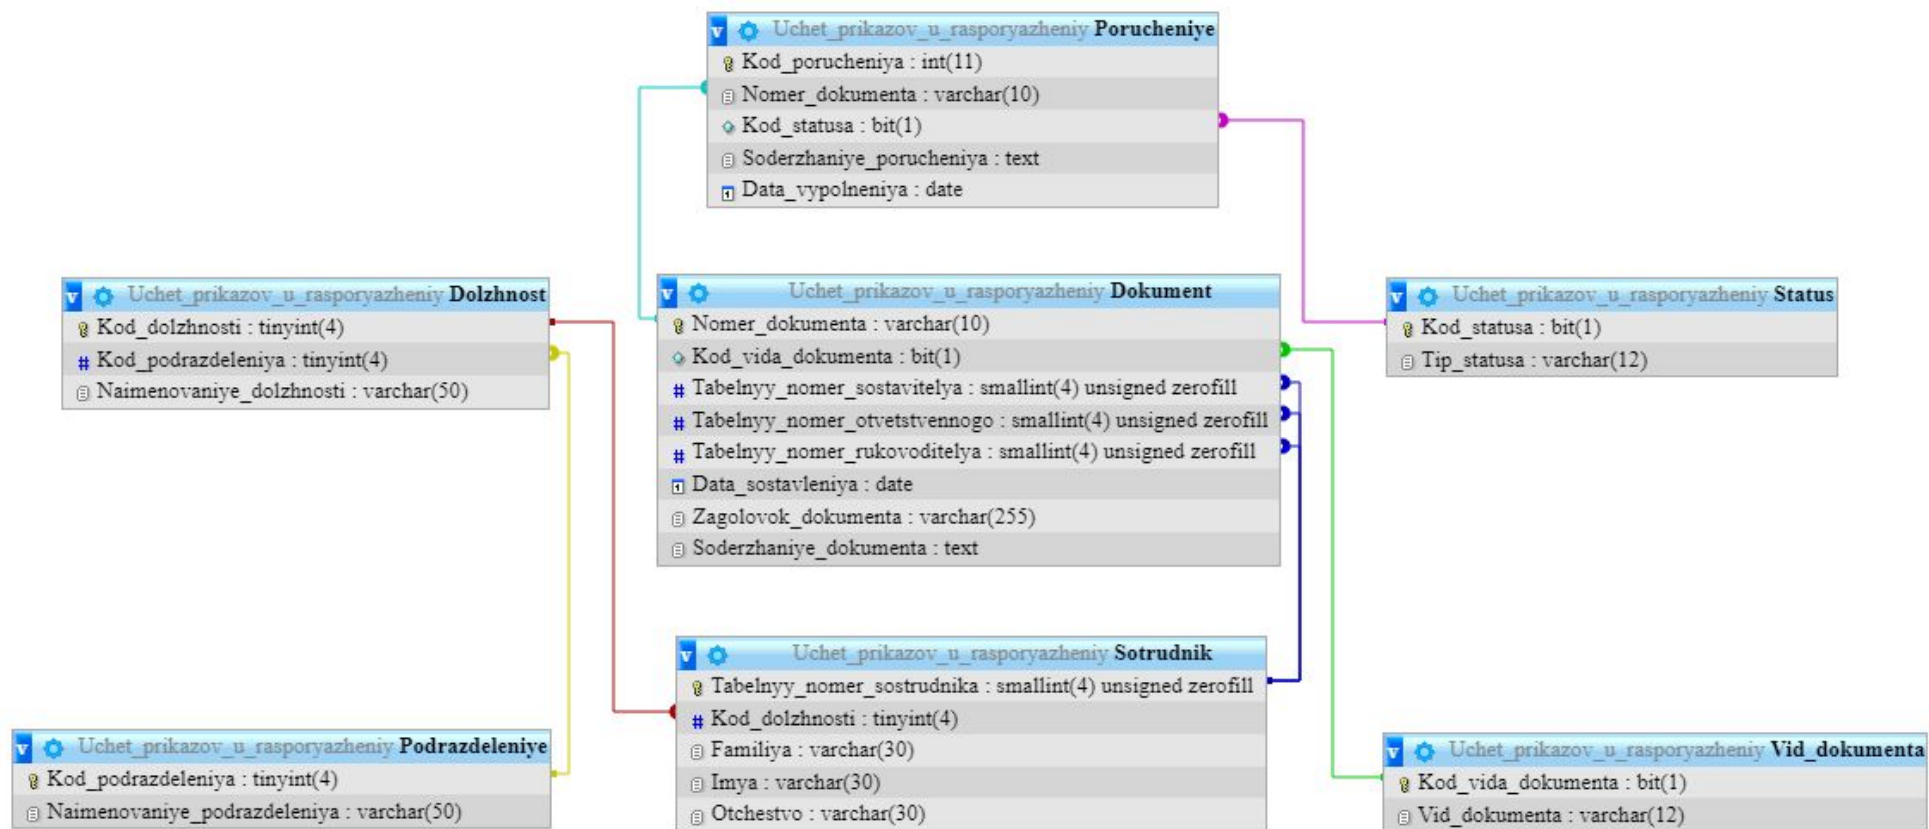 Uchet_prikazov_u_rasporyazheniy Porucheniye
Kod_porucheniya : int(11)
Nomer_dokumenta : varchar(10)
Kod_statusa : bit(1)
Soderzhaniye_porucheniya : text
Data_vypolneniya : date
Uchet_prikazov_u_rasporyazheniy Dolzhnost
Kod_dolzhnosti : tinyint(4)
Kod_podrazdeleniya : tinyint(4)
Naimenovaniye_dolzhnosti : varchar(50)
Uchet_prikazov_u_rasporyazheniy Dokument
Nomer_dokumenta : varchar(10)
Kod_vida_dokumenta : bit(1)
Tabelnyy_nomer_sostavitelya : smallint(4) unsigned zerofill
Tabelnyy_nomer_otvetstvennogo : smallint(4) unsigned zerofill
Tabelnyy_nomer_rukovoditelya : smallint(4) unsigned zerofill
Data_sostavleniya : date
Zagolovok_dokumenta : varchar(255)
Soderzhaniye_dokumenta : text
Uchet_prikazov_u_rasporyazheniy Status
Kod_statusa : bit(1)
Tip_statusa : varchar(12)
Uchet_prikazov_u_rasporyazheniy Podrazdeleniye
Kod_podrazdeleniya : tinyint(4)
Naimenovaniye_podrazdeleniya : varchar(50)
Uchet_prikazov_u_rasporyazheniy Sotrudnik
Tabelnyy_nomer_sostrudnika : smallint(4) unsigned zerofill
Kod_dolzhnosti : tinyint(4)
Familiya : varchar(30)
Imya : varchar(30)
Otchestvo : varchar(30)
Uchet_prikazov_u_rasporyazheniy Vid_dokumenta
Kod_vida_dokumenta : bit(1)
Vid_dokumenta : varchar(12)